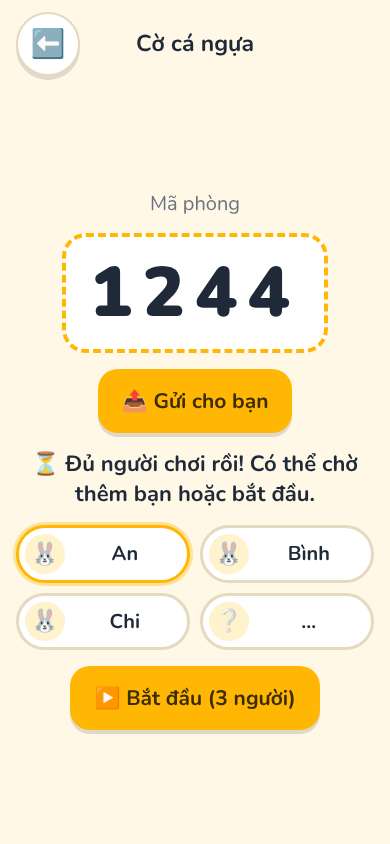 Cờ cá ngựa
Mã phòng
1244
📤 Gửi cho bạn
⏳ Đủ người chơi rồi! Có thể chờ
thêm bạn hoặc bắt đầu.
An
Bình
Chi
...
▶️ Bắt đầu (3 người)